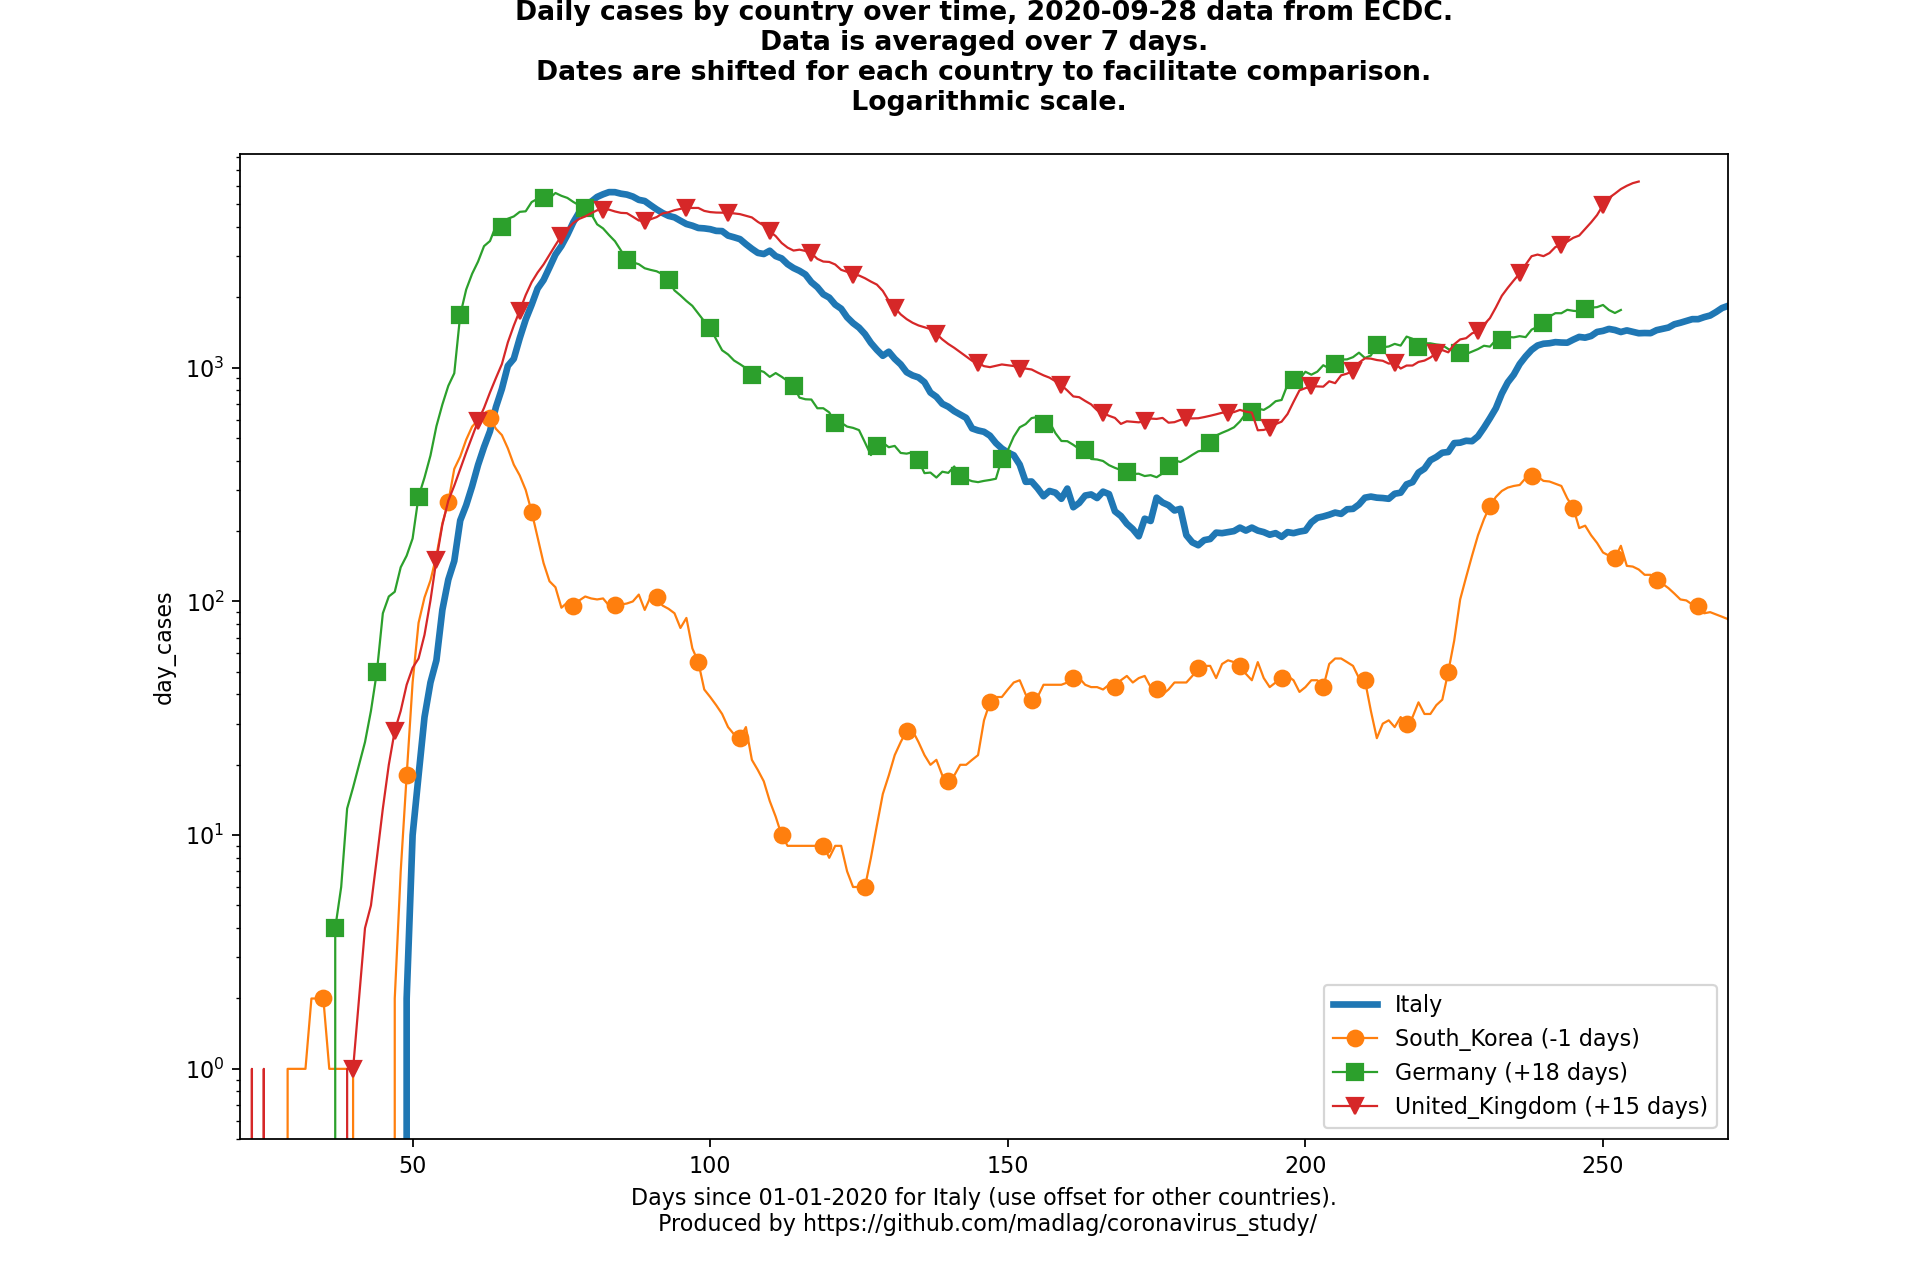 Daily cases by country over time, 2020-09-28 data from ECDC.
Data is averaged over 7 days.
Dates are shifted for each country to facilitate comparison.
Logarithmic scale.
day_cases
10³
10²
10¹
10⁰
50 100 150 200 250
Italy
South_Korea (-1 days)
Germany (+18 days)
United_Kingdom (+15 days)
Days since 01-01-2020 for Italy (use offset for other countries).
Produced by https://github.com/madlag/coronavirus_study/